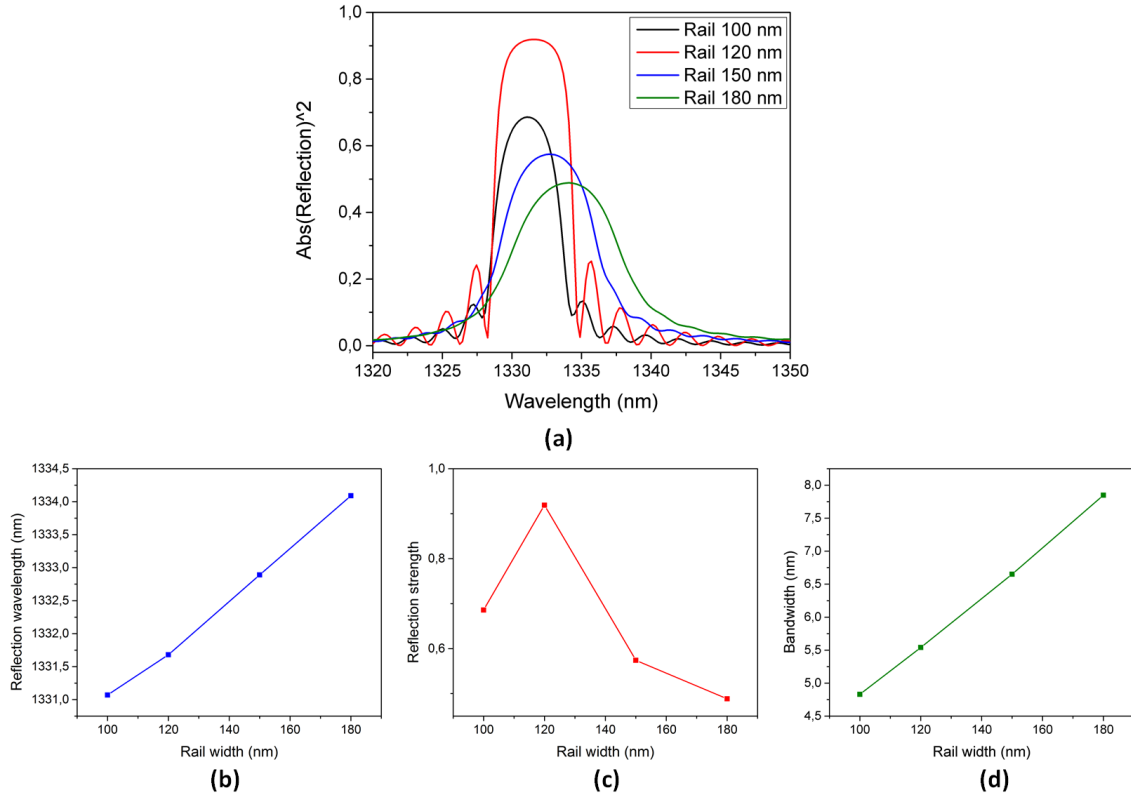 1,0
0,8
0,6
0,4
0,2
0,0
Abs(Reflection)^2
Rail 100 nm
Rail 120 nm
Rail 150 nm
Rail 180 nm
1320 1325 1330 1335 1340 1345 1350
Wavelength (nm)
(a)
1334,5
1334,0
1333,5
1333,0
1332,5
1332,0
1331,5
1331,0
Reflection wavelength (nm)
100 120 140 160 180
Rail width (nm)
(b)
1,0
0,8
0,6
Reflection strength
100 120 140 160 180
Rail width (nm)
(c)
8,0
7,5
7,0
6,5
6,0
5,5
5,0
4,5
Bandwidth (nm)
100 120 140 160 180
Rail width (nm)
(d)